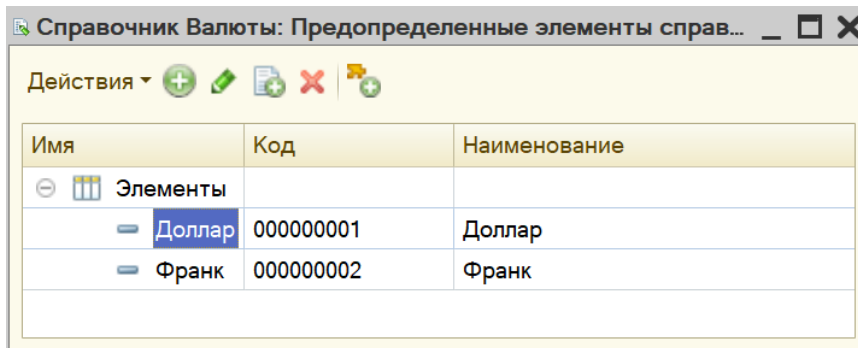 Справочник Валюты: Предопределенные элементы справ...
Действия
Имя Код Наименование
Элементы
Доллар 000000001 Доллар
Франк 000000002 Франк